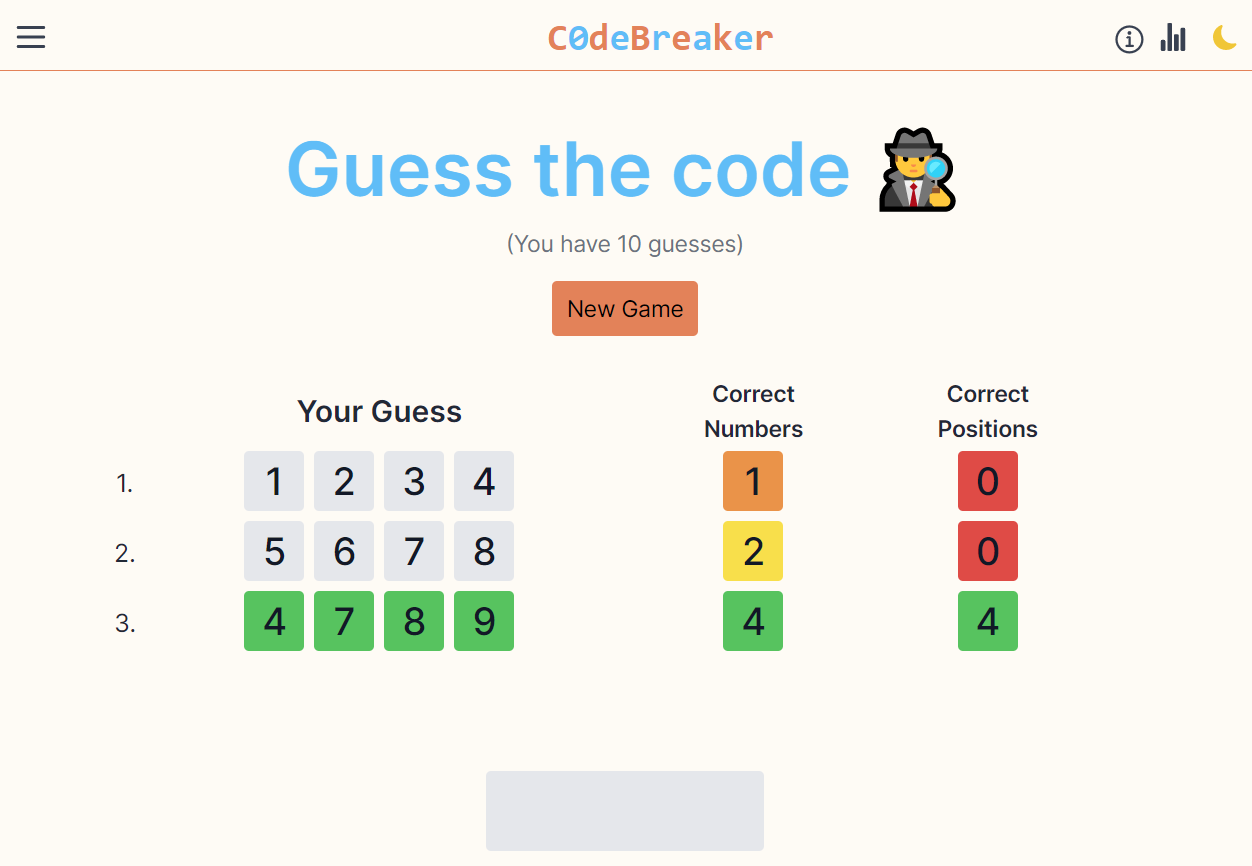 C0deBreaker
Guess the code
(You have 10 guesses)
New Game
Your Guess
Correct Numbers
Correct Positions
1. 1 2 3 4 1 0
2. 5 6 7 8 2 0
3. 4 7 8 9 4 4